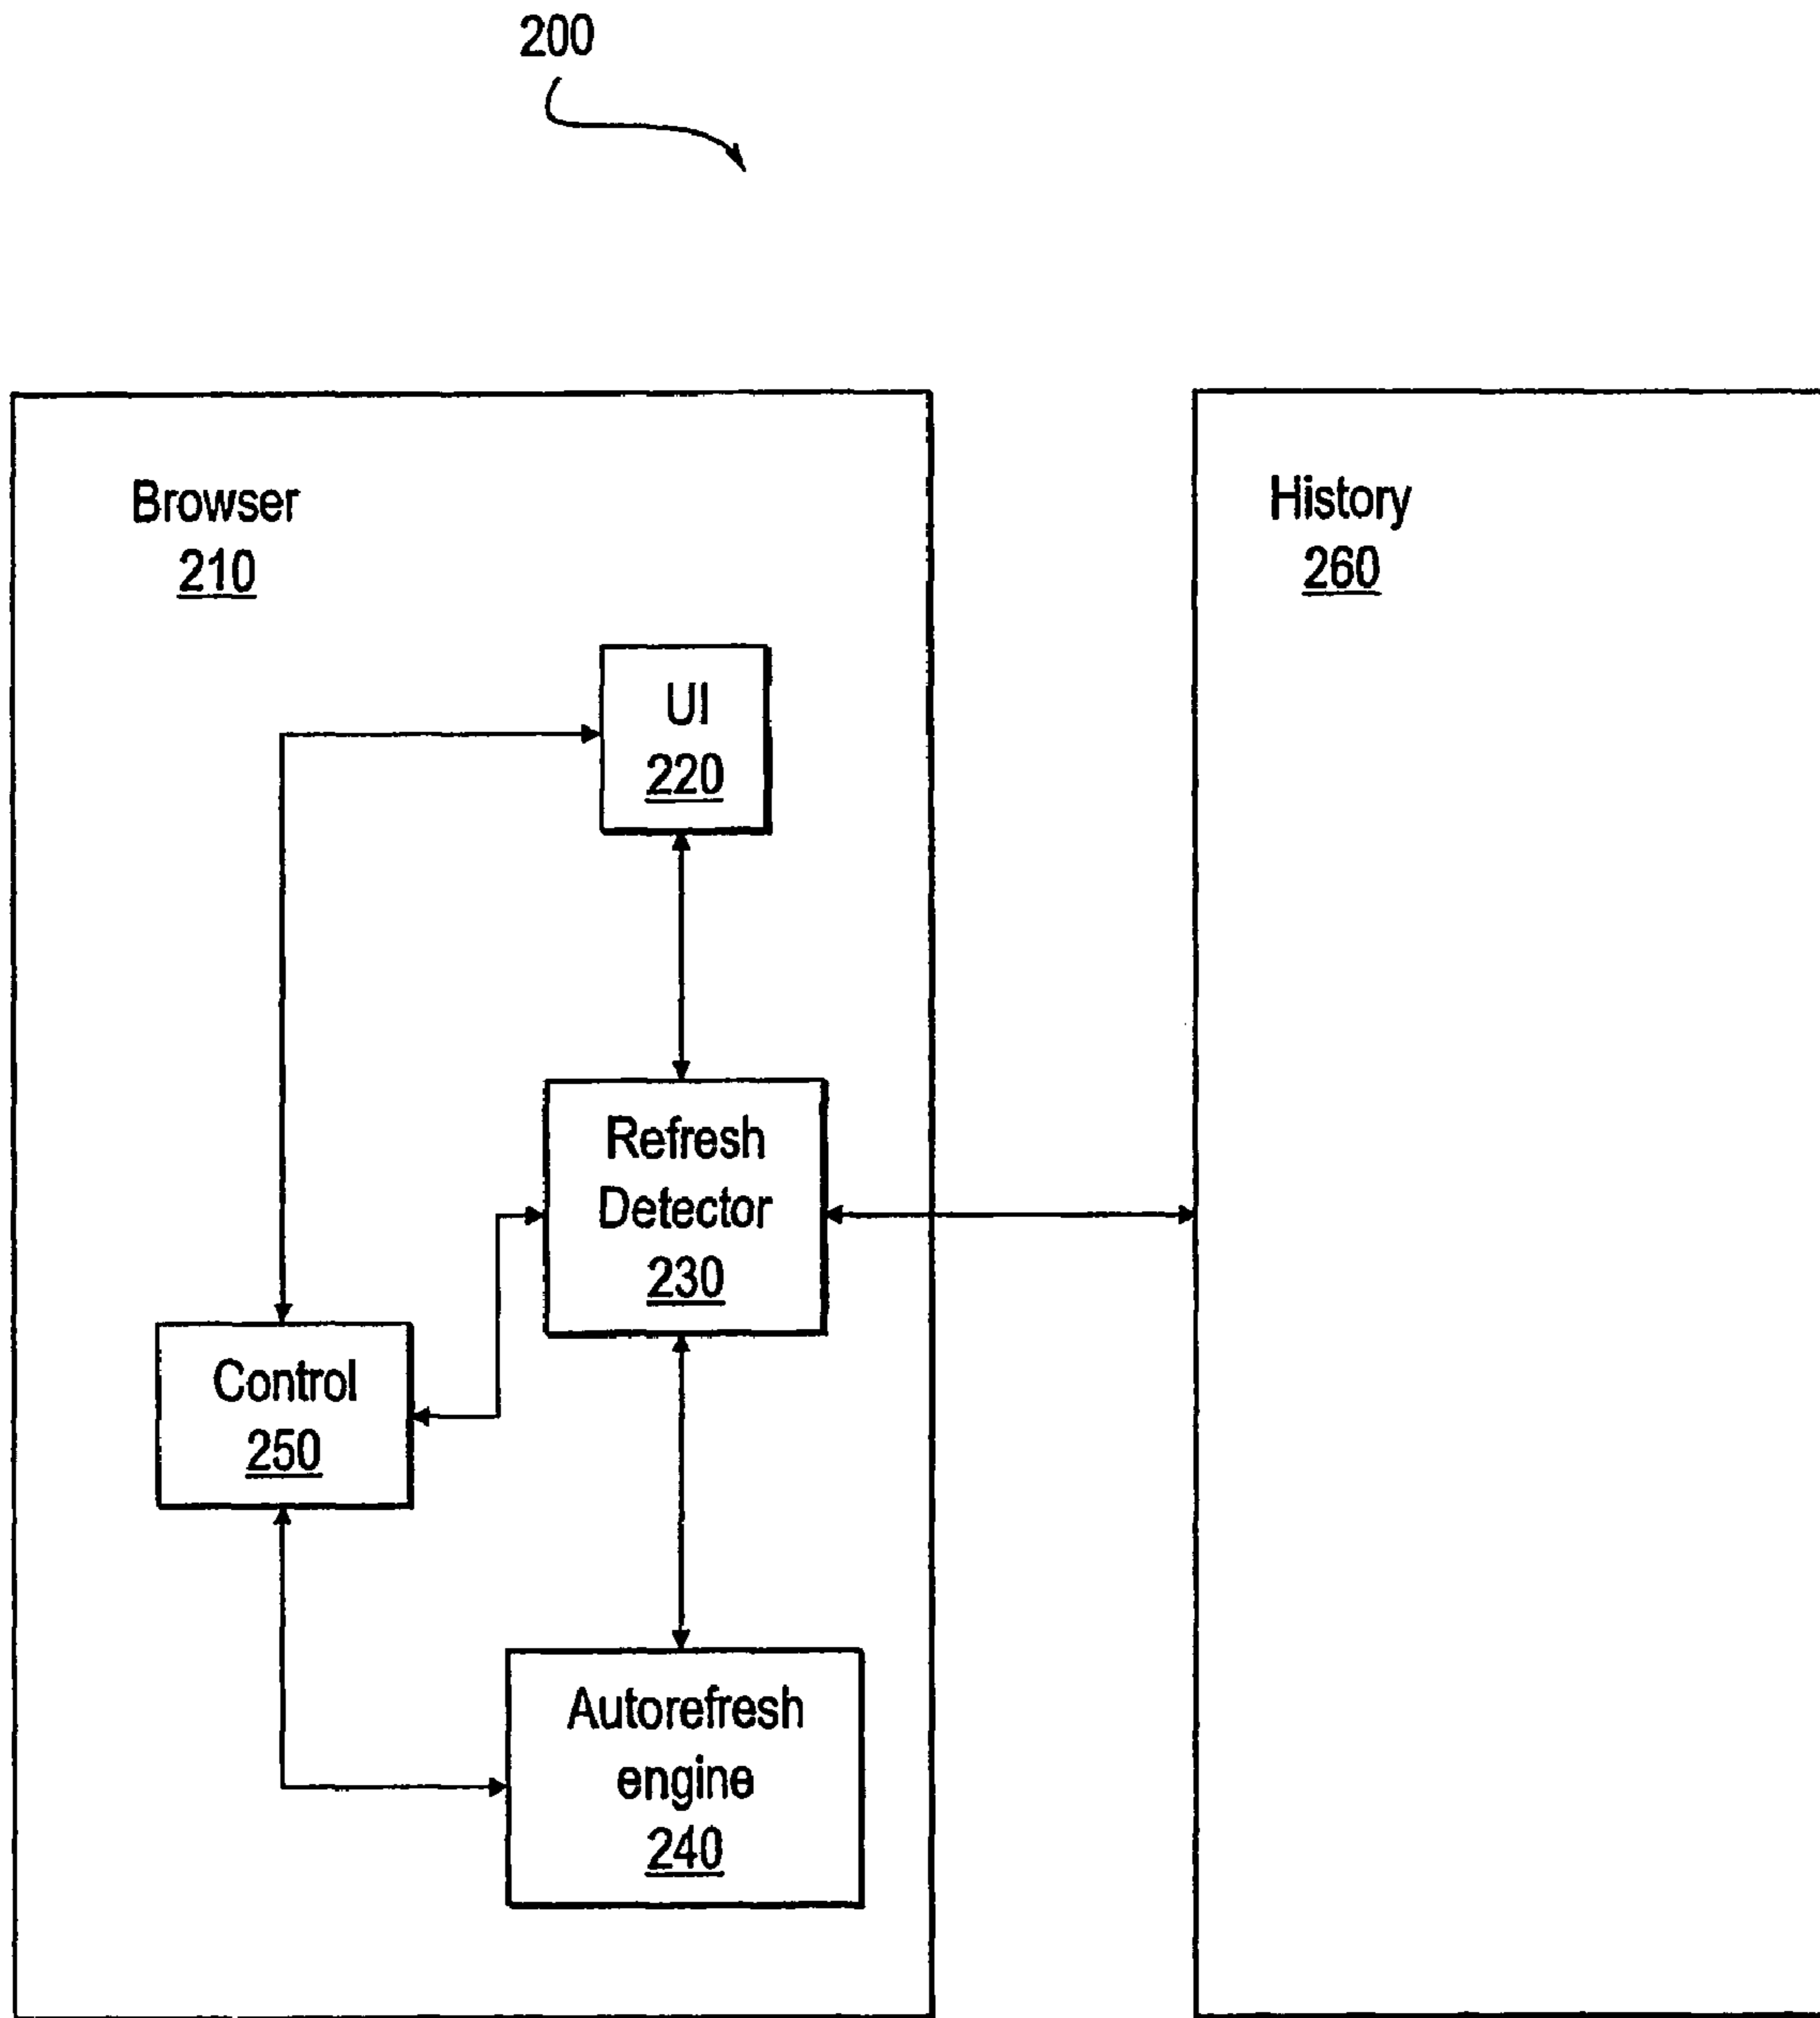 200
Browser
210
History
260
UI
220
Refresh
Detector
230
Control
250
Autorefresh
engine
240